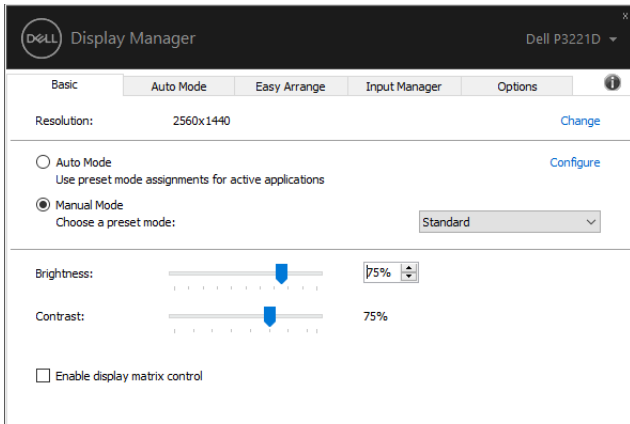 DELL Display Manager Dell P3221D
Basic Auto Mode Easy Arrange Input Manager Options i
Resolution: 2560x1440 Change
Auto Mode Configure
Use preset mode assignments for active applications
Manual Mode
Choose a preset mode: Standard
Brightness: 75%
Contrast: 75%
Enable display matrix control